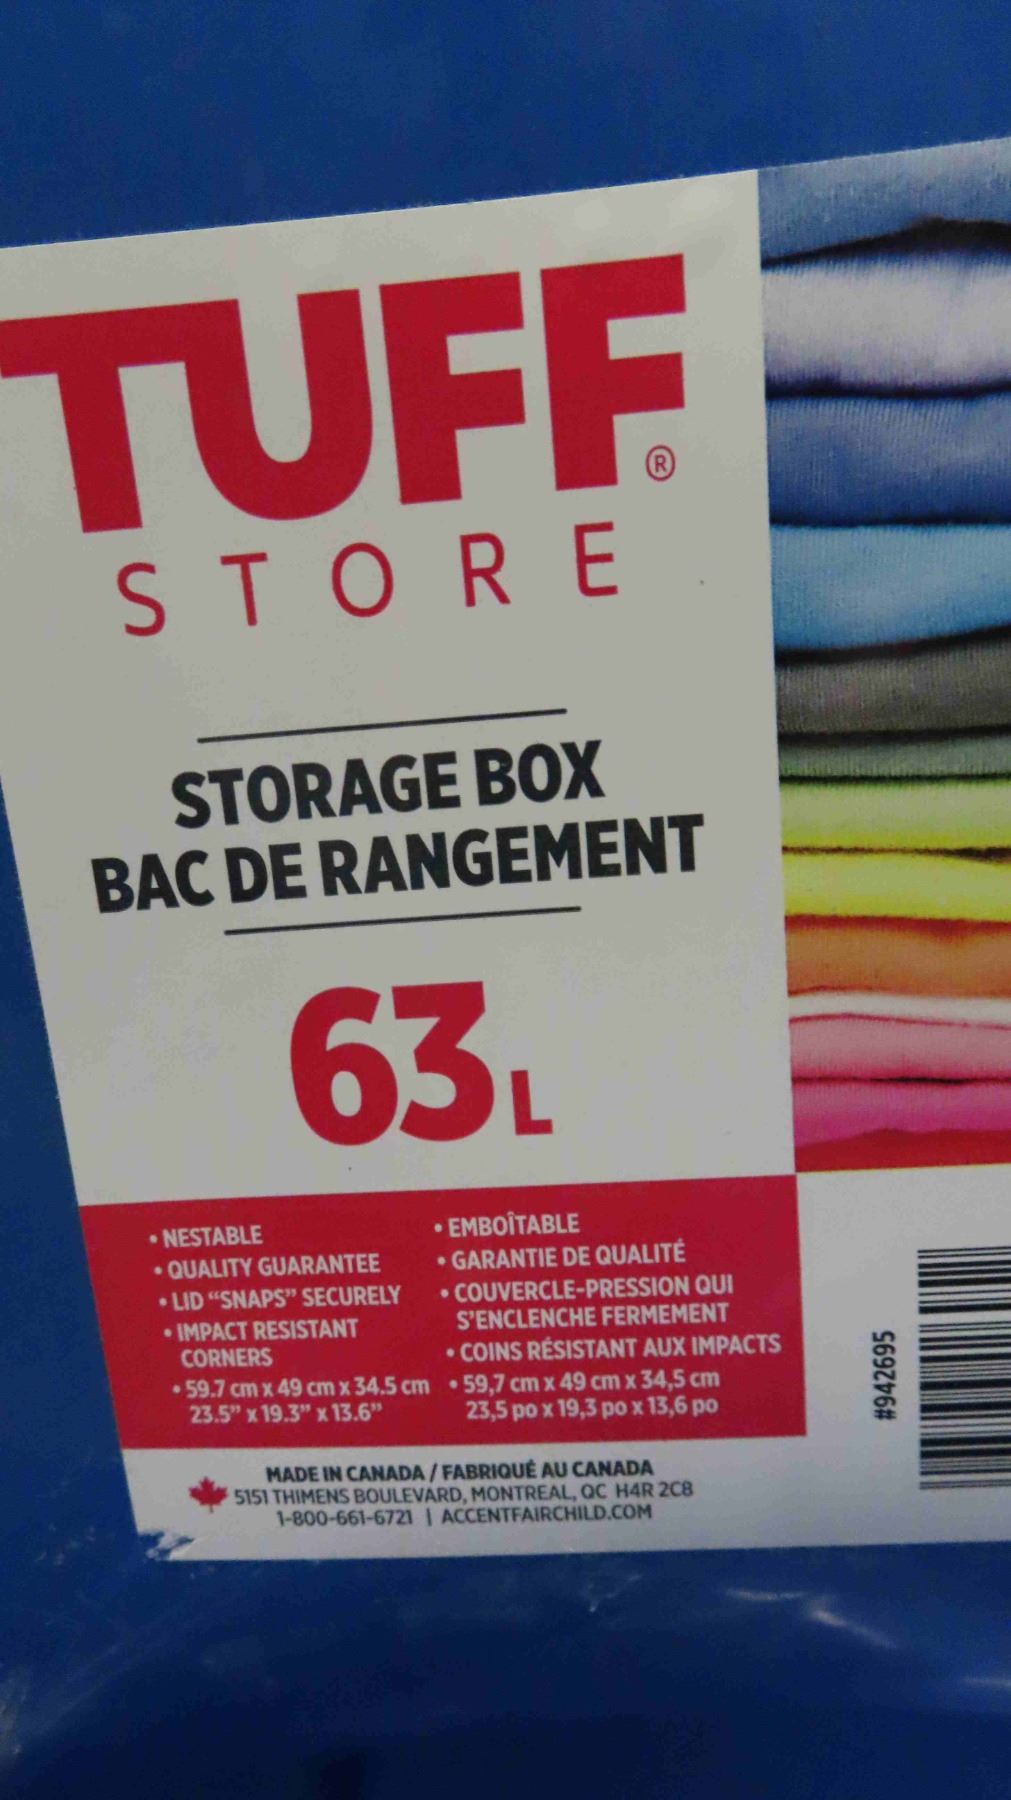 TUFF®
STORE
STORAGE BOX
BAC DE RANGEMENT
63L
• NESTABLE
• QUALITY GUARANTEE
• LID “SNAPS” SECURELY
• IMPACT RESISTANT
CORNERS
• 59.7 cm x 49 cm x 34.5 cm
23.5” x 19.3” x 13.6”
• EMBOÎTABLE
• GARANTIE DE QUALITÉ
• COUVERCLE-PRESSION QUI
S’ENCLENCHE FERMEMENT
• COINS RÉSISTANT AUX IMPACTS
• 59,7 cm x 49 cm x 34,5 cm
23,5 po x 19,3 po x 13,6 po
#942695
MADE IN CANADA / FABRIQUÉ AU CANADA
5151 THIMENS BOULEVARD, MONTREAL, QC H4R 2C8
1-800-661-6721 | ACCENTFAIRCHILD.COM